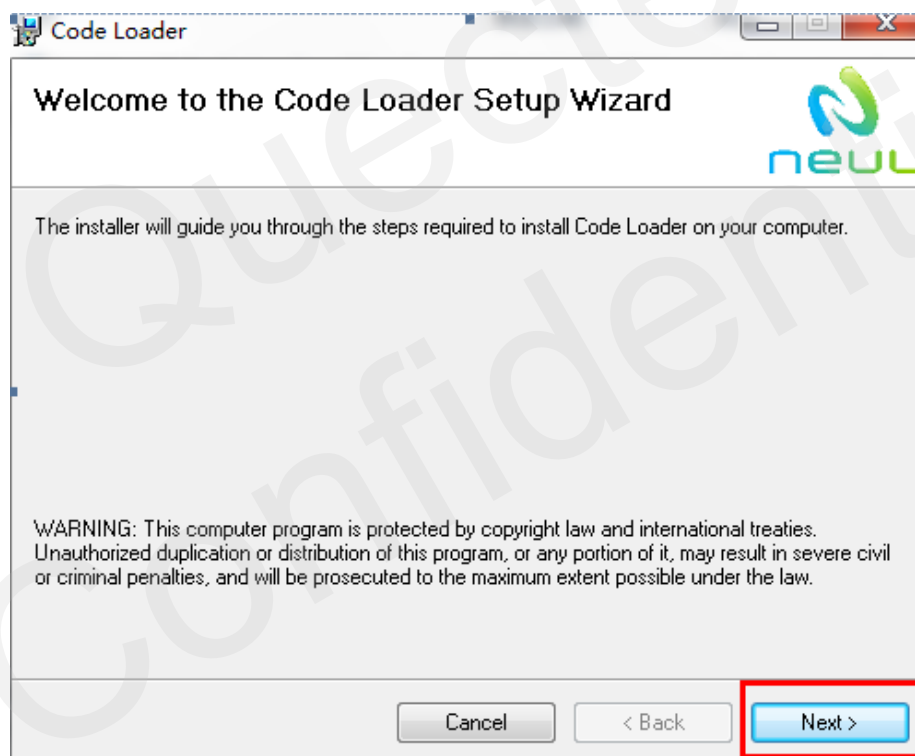 Code Loader
Welcome to the Code Loader Setup Wizard
neuL
The installer will guide you through the steps required to install Code Loader on your computer.
WARNING: This computer program is protected by copyright law and international treaties.
Unauthorized duplication or distribution of this program, or any portion of it, may result in severe civil
or criminal penalties, and will be prosecuted to the maximum extent possible under the law.
Cancel
< Back
Next >